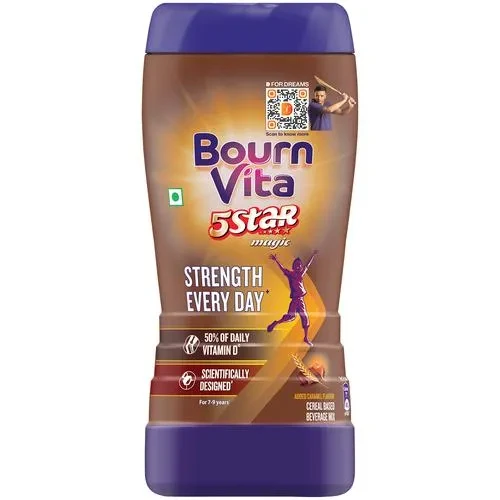 D FOR DREAMS
D
Scan to know more
Bourn
Vita
5STAR
magic
STRENGTH
EVERY DAY*
50% OF DAILY
VITAMIN D^
SCIENTIFICALLY
DESIGNED*
For 7-9 years
ADDED CARAMEL FLAVOUR
CEREAL BASED
BEVERAGE MIX